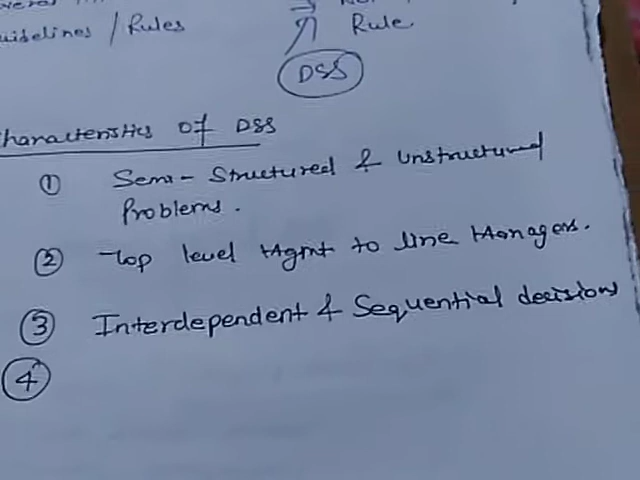 Guidelines / Rules
Rule
DSS
Characteristics of DSS
① Semi-Structured & Unstructured
Problems.
② Top level Mgmt to line Managers.
③ Interdependent & Sequential decisions
④